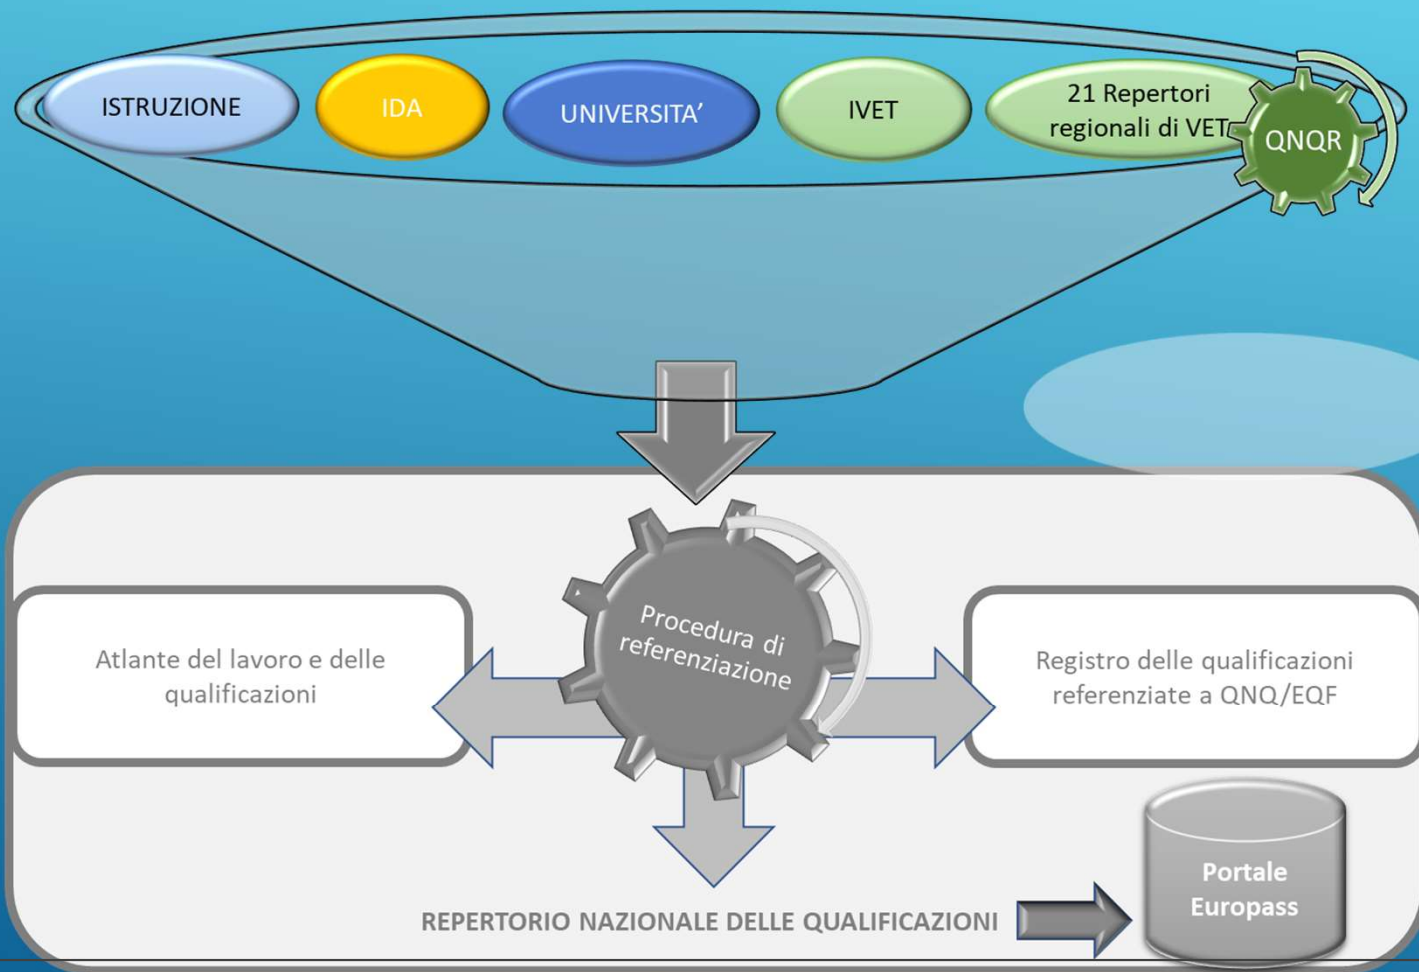 ISTRUZIONE
IDA
UNIVERSITA’
IVET
21 Repertori
regionali di VET
QNQR
Procedura di
referenziazione
Atlante del lavoro e delle
qualificazioni
Registro delle qualificazioni
referenziate a QNQ/EQF
REPERTORIO NAZIONALE DELLE QUALIFICAZIONI
Portale
Europass